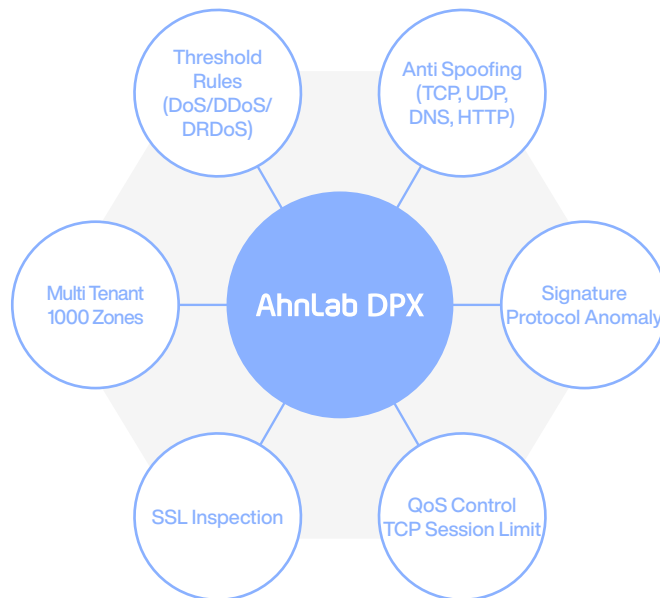 Threshold
Rules
(DoS/DDoS/
DRDoS)
Anti Spoofing
(TCP, UDP,
DNS, HTTP)
Multi Tenant
1000 Zones
AhnLab DPX
Signature
Protocol Anomaly
SSL Inspection
QoS Control
TCP Session Limit